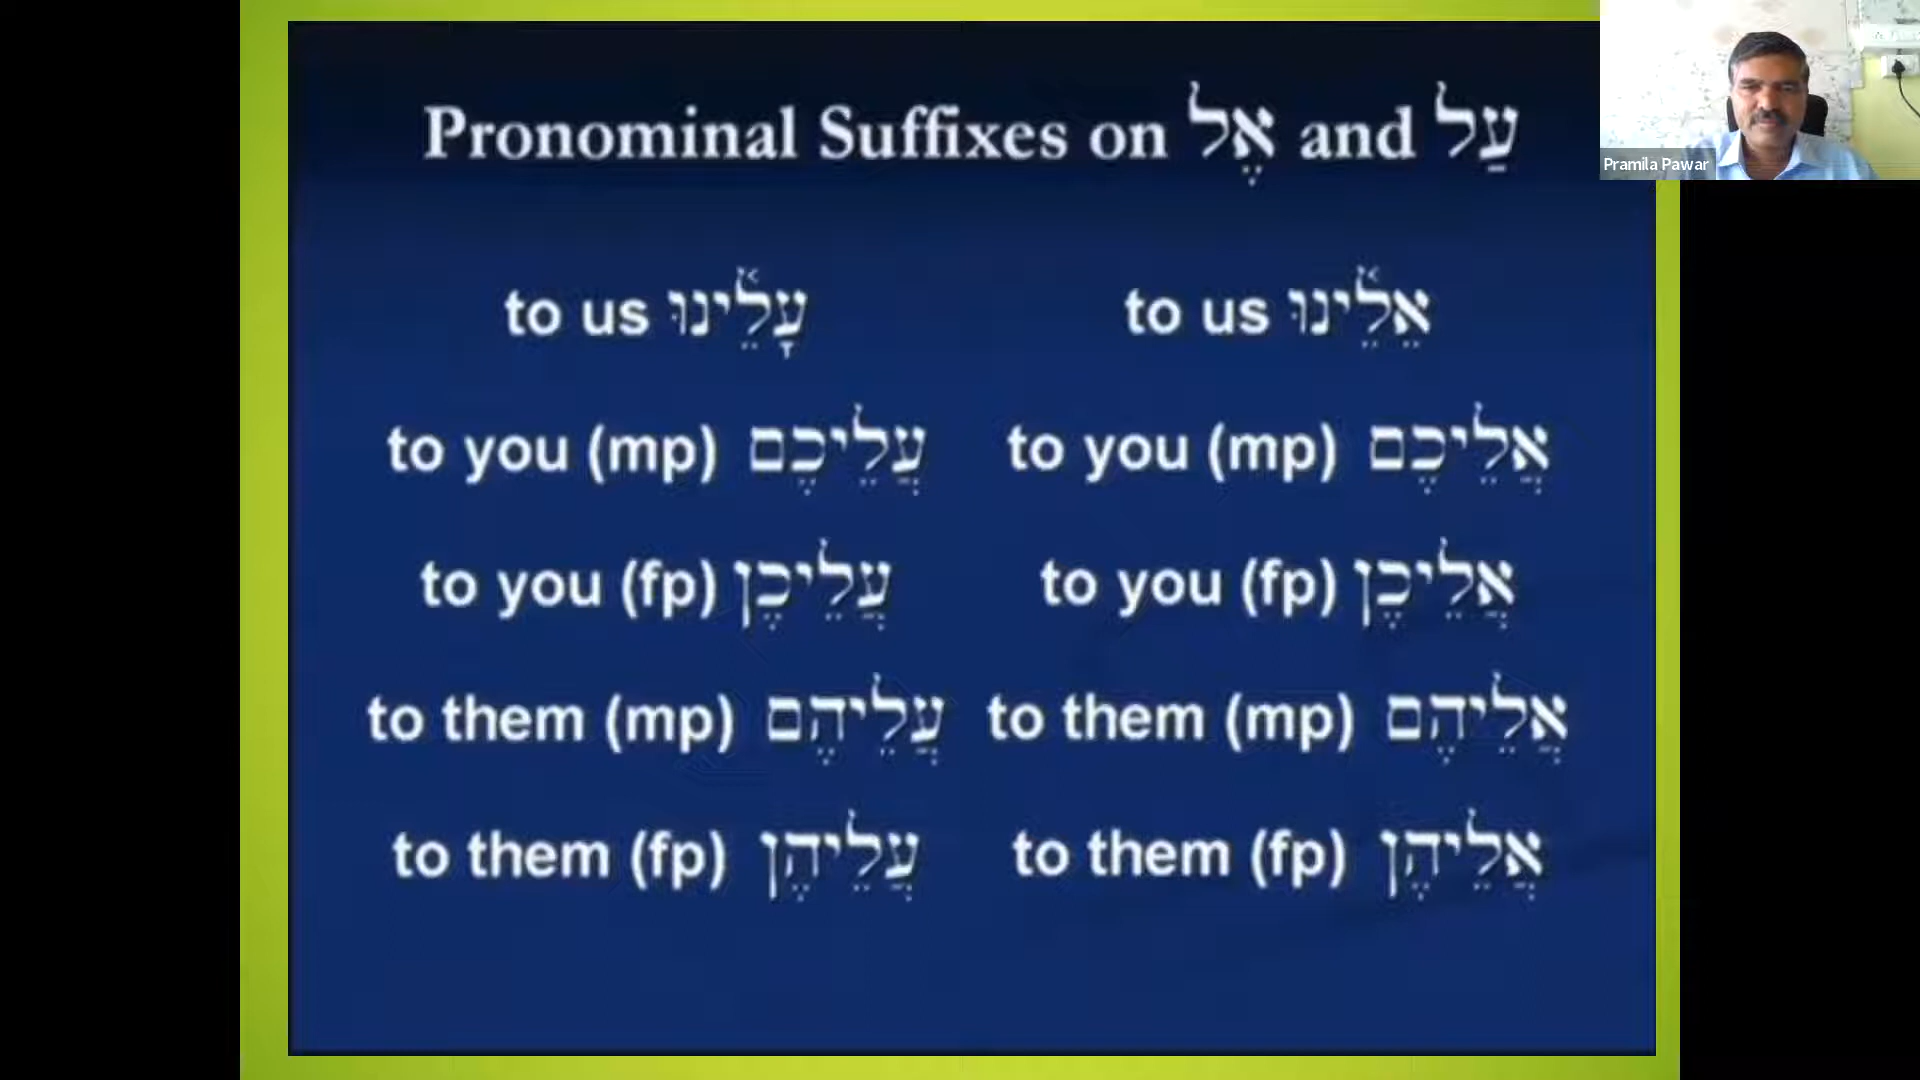 Pronominal Suffixes on אֶל and עַל
to us עָלֵ֫ינוּ to us אֵלֵ֫ינוּ
to you (mp) עֲלֵיכֶם to you (mp) אֲלֵיכֶם
to you (fp) עֲלֵיכֶן to you (fp) אֲלֵיכֶן
to them (mp) עֲלֵיהֶם to them (mp) אֲלֵיהֶם
to them (fp) עֲלֵיהֶן to them (fp) אֲלֵיהֶן
Pramila Pawar